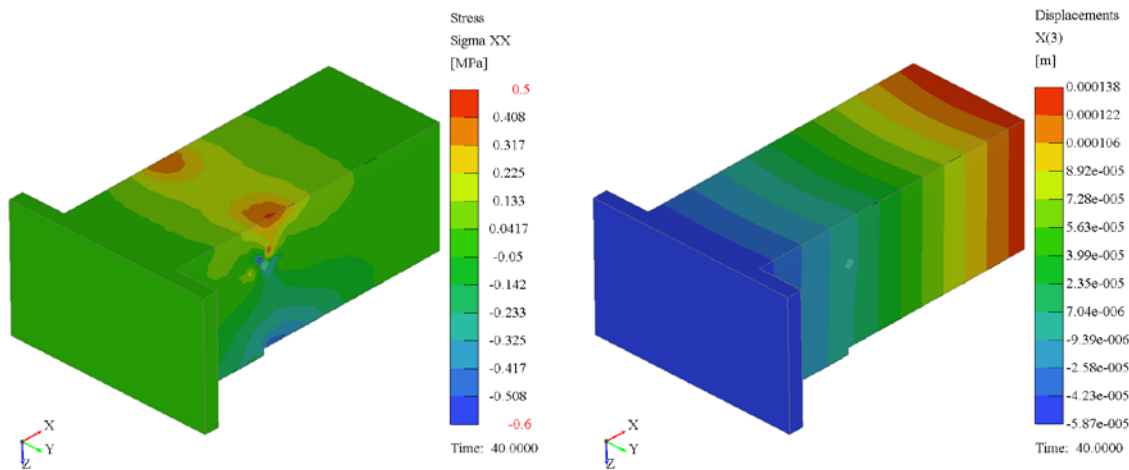 Stress
Sigma XX
[MPa]
0.5
0.408
0.317
0.225
0.133
0.0417
-0.05
-0.142
-0.233
-0.325
-0.417
-0.508
-0.6
Time: 40.0000
X
Y
Z
Displacements
X(3)
[m]
0.000138
0.000122
0.000106
8.92e-005
7.28e-005
5.63e-005
3.99e-005
2.35e-005
7.04e-006
-9.39e-006
-2.58e-005
-4.23e-005
-5.87e-005
Time: 40.0000
X
Y
Z